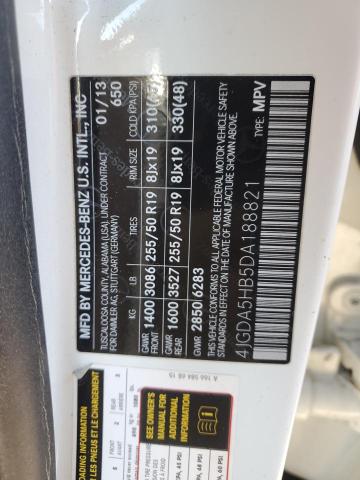 MFD BY MERCEDES-BENZ U.S. INTL., INC
TUSCALOOSA COUNTY, ALABAMA (USA) UNDER CONTRACT
FOR DAIMLER AG, STUTTGART (GERMANY)
01/13
650
KG LB TIRES RIM SIZE COLD KPA(PSI)
GAWR FRONT 1400 3086 255/50 R19 8Jx19 310(45)
GAWR REAR 1600 3527 255/50 R19 8Jx19 330(48)
GVWR 2850 6283
THIS VEHICLE CONFORMS TO ALL APPLICABLE FEDERAL MOTOR VEHICLE SAFETY
STANDARDS IN EFFECT ON THE DATE OF MANUFACTURE SHOWN ABOVE.
4JGDA5HB5DA188821 TYPE: MPV
A 166 584 68 15
LOADING INFORMATION
SEE OWNER'S
MANUAL FOR
ADDITIONAL
INFORMATION